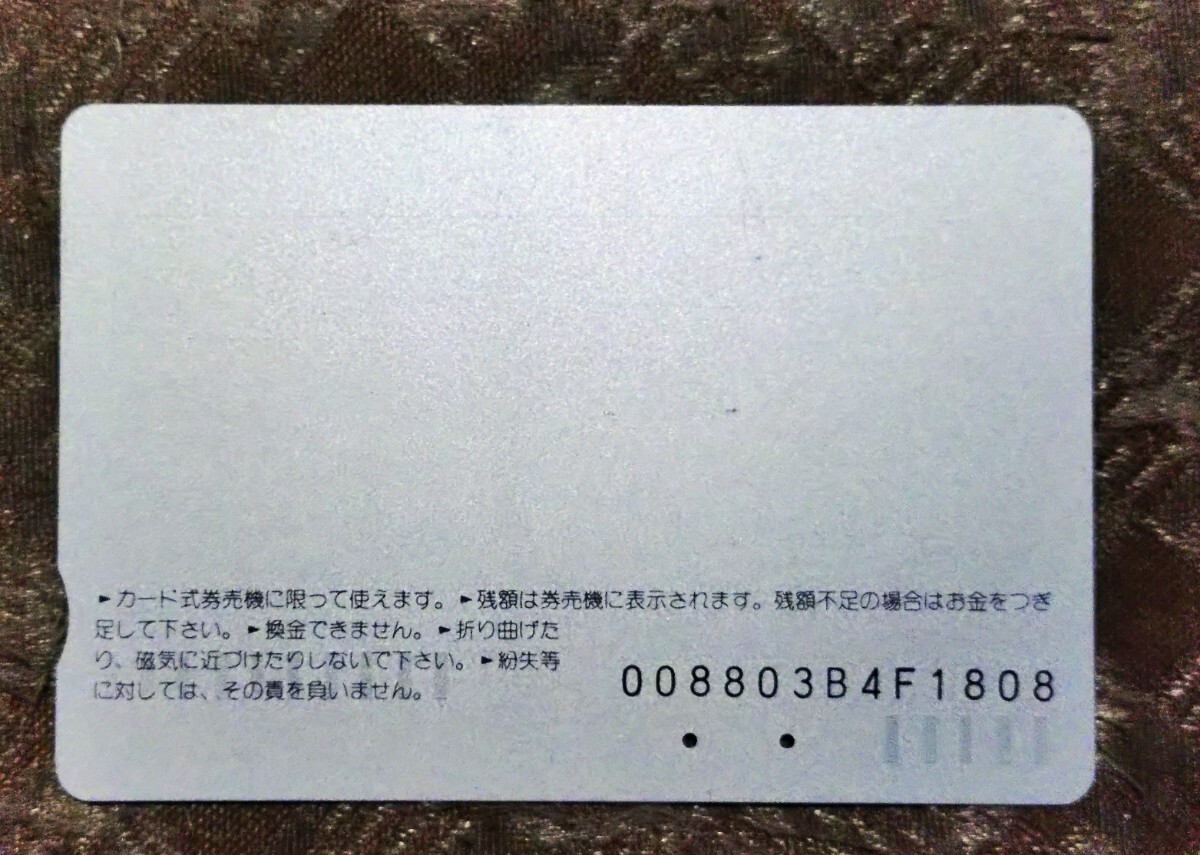 ►カード式券売機に限って使えます。►残額は券売機に表示されます。残額不足の場合はお金をつぎ
足して下さい。►換金できません。►折り曲げた
り、磁気に近づけたりしないで下さい。►紛失等
に対しては、その責を負いません。
008803B4F1808